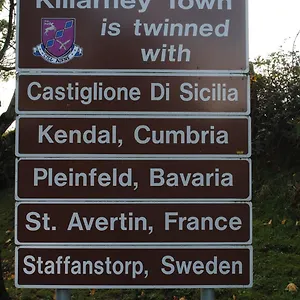 Killarney Town
is twinned
with
Castiglione Di Sicilia
Kendal, Cumbria
Pleinfeld, Bavaria
St. Avertin, France
Staffanstorp, Sweden